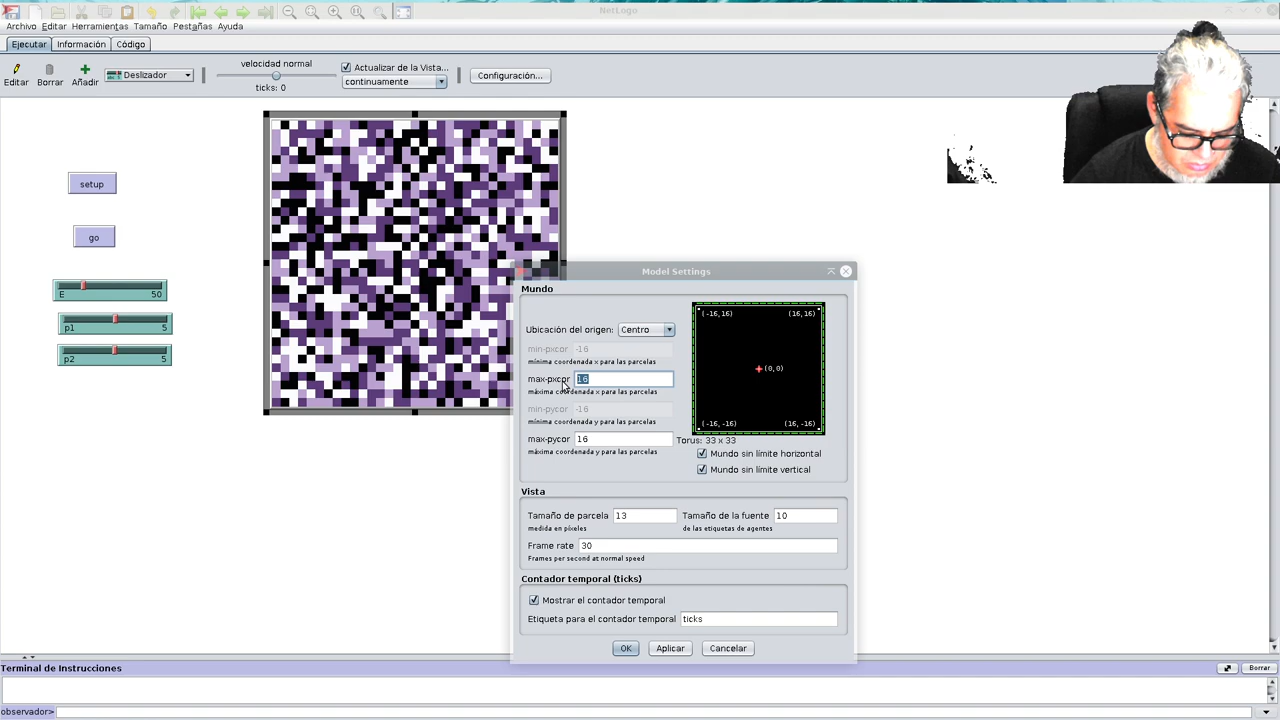 NetLogo
Archivo Editar Herramientas Tamaño Pestañas Ayuda
Ejecutar Información Código
Editar Borrar Añadir Deslizador
velocidad normal
ticks: 0
Actualizar de la Vista...
continuamente
Configuración...
setup
go
E 50
p1 5
p2 5
Model Settings
Mundo
Ubicación del origen: Centro
min-pxcor -16
mínima coordenada x para las parcelas
max-pxcor 16
máxima coordenada x para las parcelas
min-pycor -16
mínima coordenada y para las parcelas
max-pycor 16
máxima coordenada y para las parcelas
(-16,16) (16,16)
(0,0)
(-16,-16) (16,-16)
Torus: 33 x 33
Mundo sin límite horizontal
Mundo sin límite vertical
Vista
Tamaño de parcela 13 Tamaño de la fuente 10
medida en píxeles de las etiquetas de agentes
Frame rate 30
Frames per second at normal speed
Contador temporal (ticks)
Mostrar el contador temporal
Etiqueta para el contador temporal ticks
OK Aplicar Cancelar
Terminal de Instrucciones Borrar
observador>